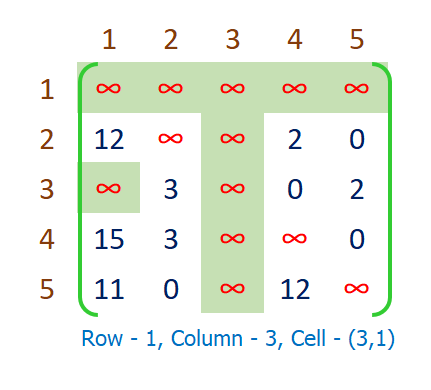 1 2 3 4 5
1 ∞ ∞ ∞ ∞ ∞
2 12 ∞ ∞ 2 0
3 ∞ 3 ∞ 0 2
4 15 3 ∞ ∞ 0
5 11 0 ∞ 12 ∞
Row - 1, Column - 3, Cell - (3,1)